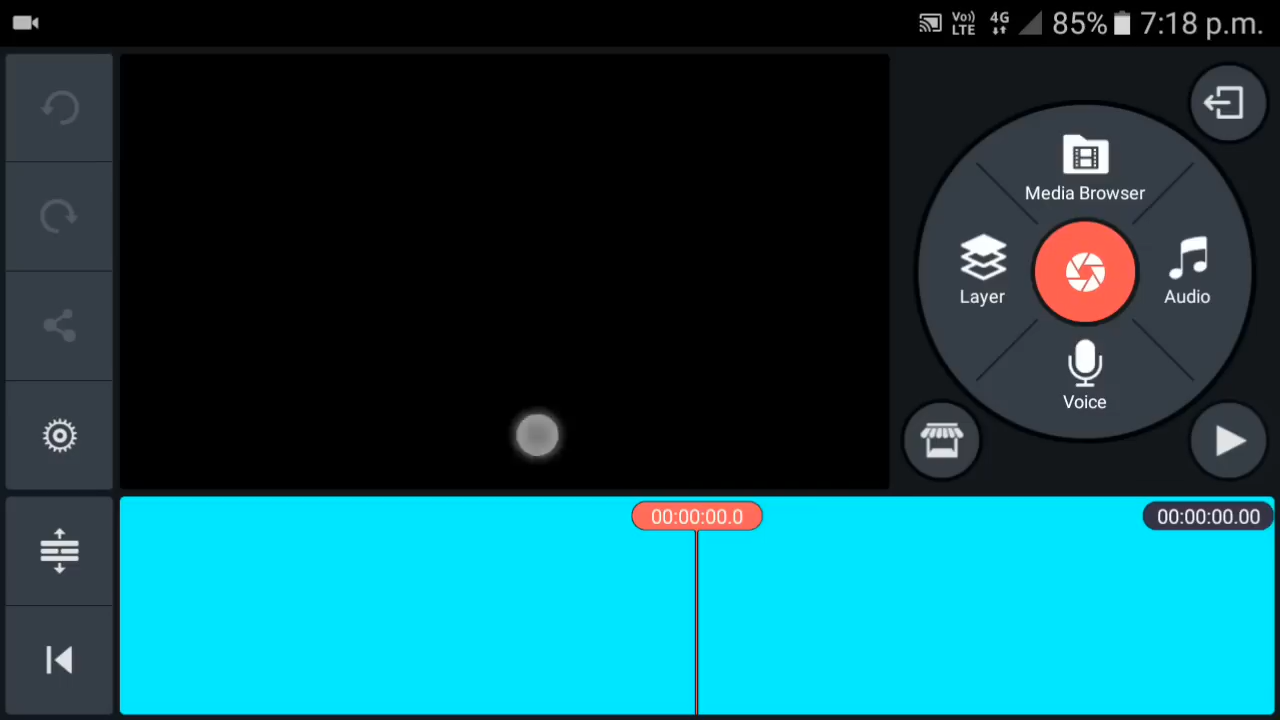 Vo)) 4G 85% 7:18 p.m.
LTE
Media Browser
Layer
Audio
Voice
00:00:00.0
00:00:00.00